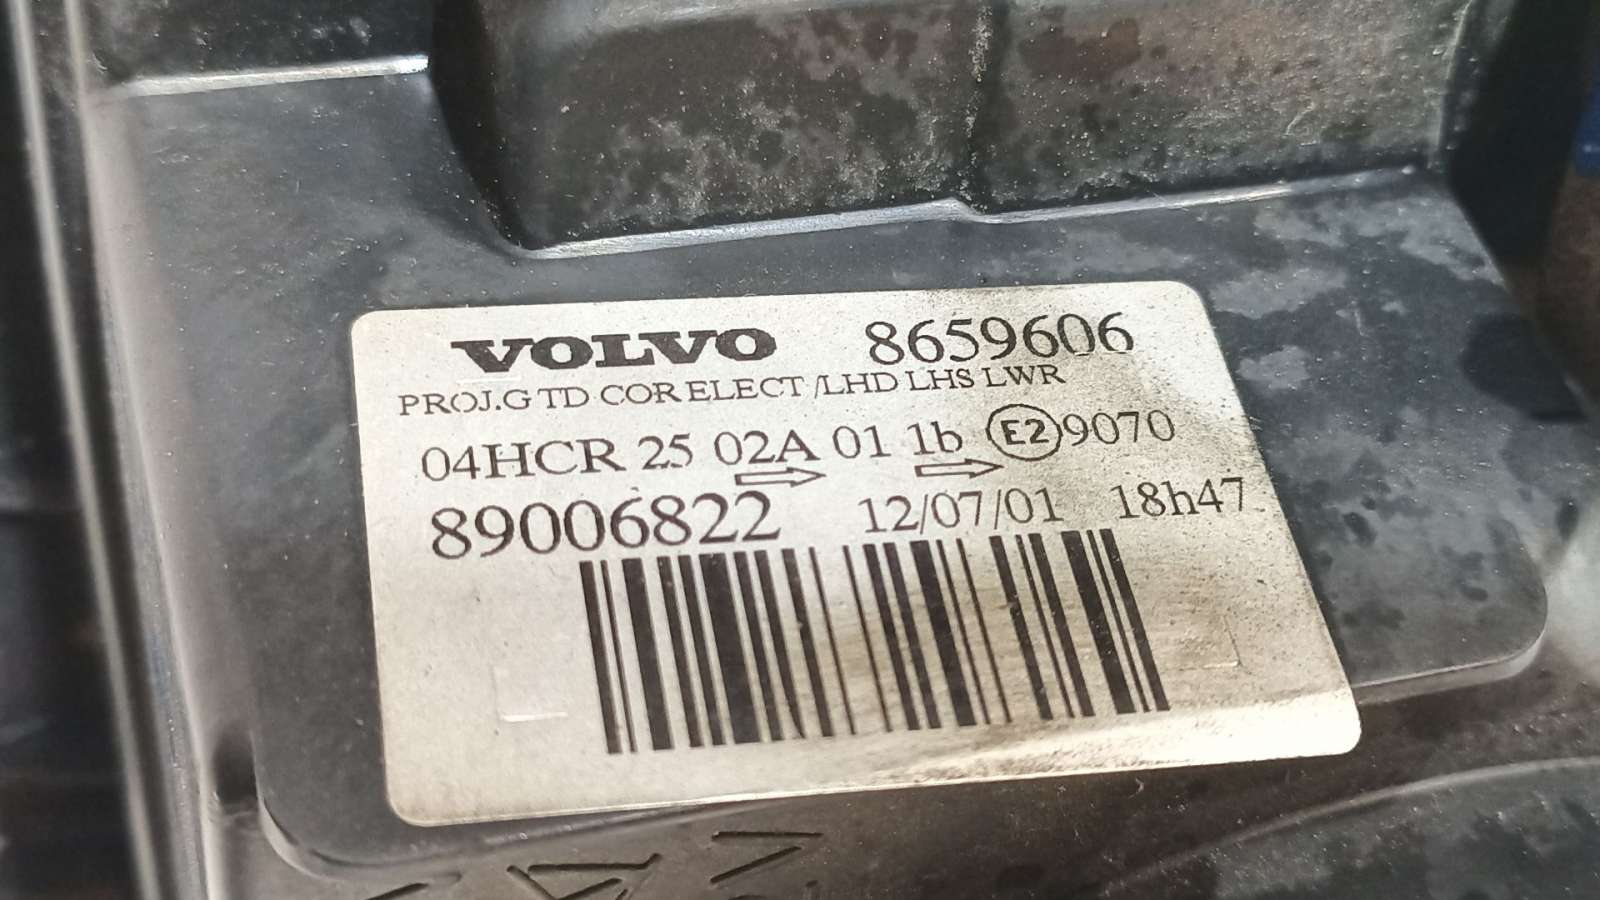 VOLVO 8659606
PROJ.G TD COR ELECT /LHD LHS LWR
04HCR 25 02A 01 1b E2 9070
89006822 12/07/01 18h47